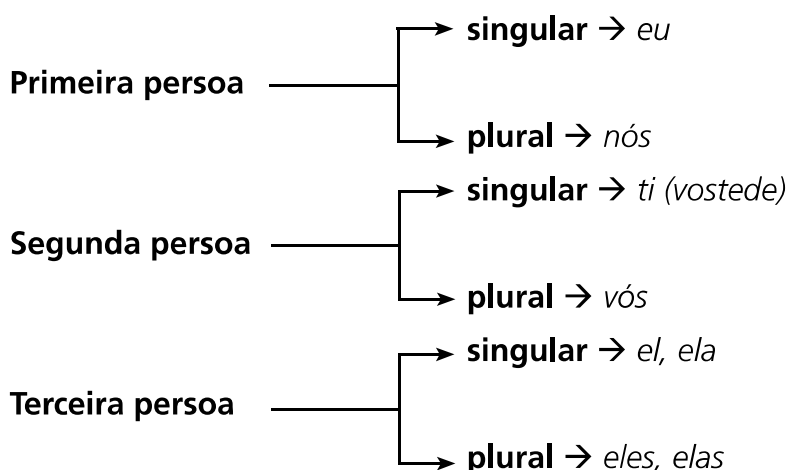 singular → eu
Primeira persoa
plural → nós
singular → ti (vostede)
Segunda persoa
plural → vós
singular → el, ela
Terceira persoa
plural → eles, elas